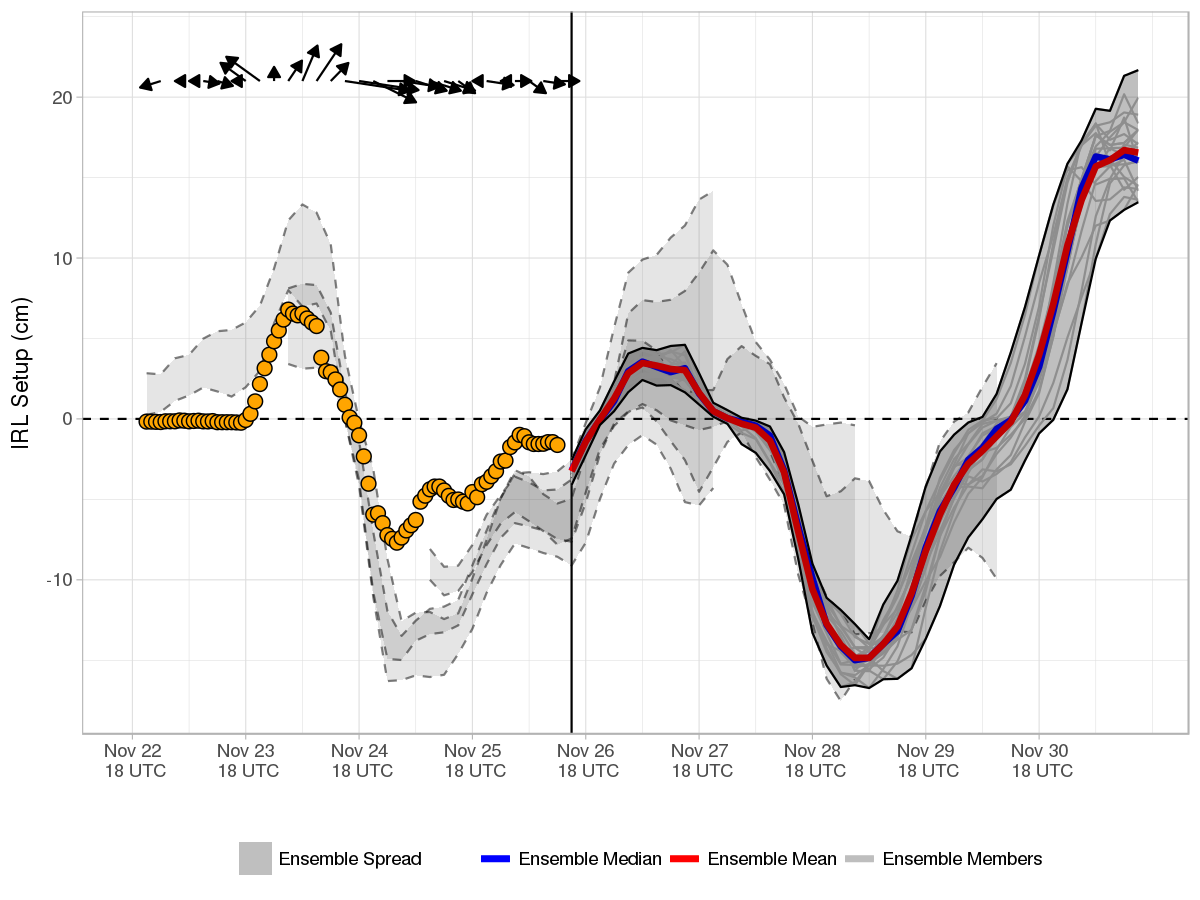 IRL Setup (cm)
20
10
0
-10
Nov 22 Nov 23 Nov 24 Nov 25 Nov 26 Nov 27 Nov 28 Nov 29 Nov 30
18 UTC 18 UTC 18 UTC 18 UTC 18 UTC 18 UTC 18 UTC 18 UTC 18 UTC
Ensemble Spread Ensemble Median Ensemble Mean Ensemble Members